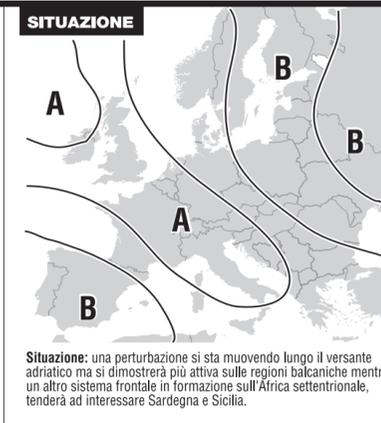 SITUAZIONE
B
A
B
A
B
Situazione: una perturbazione si sta muovendo lungo il versante
adriatico ma si dimostrerà più attiva sulle regioni balcaniche mentr
un altro sistema frontale in formazione sull'Africa settentrionale,
tenderà ad interessare Sardegna e Sicilia.